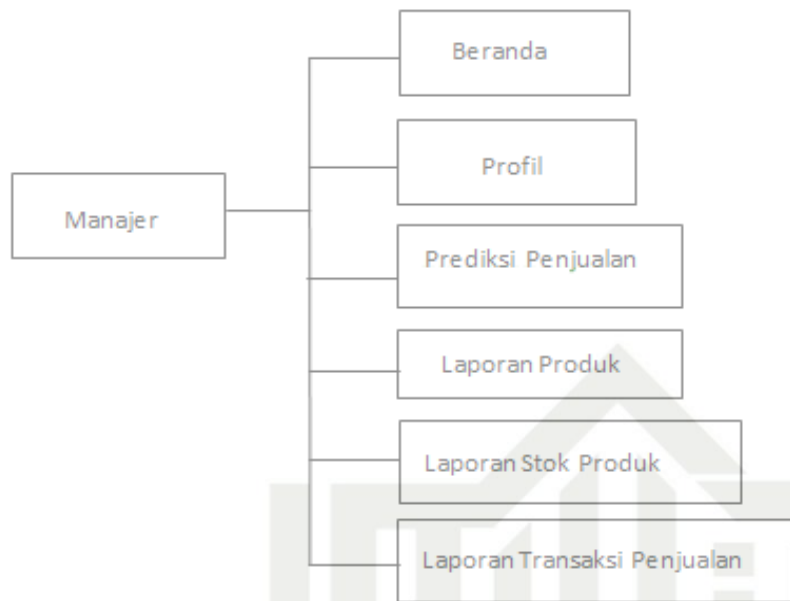 Beranda
Profil
Manajer
Prediksi Penjualan
Laporan Produk
Laporan Stok Produk
Laporan Transaksi Penjualan